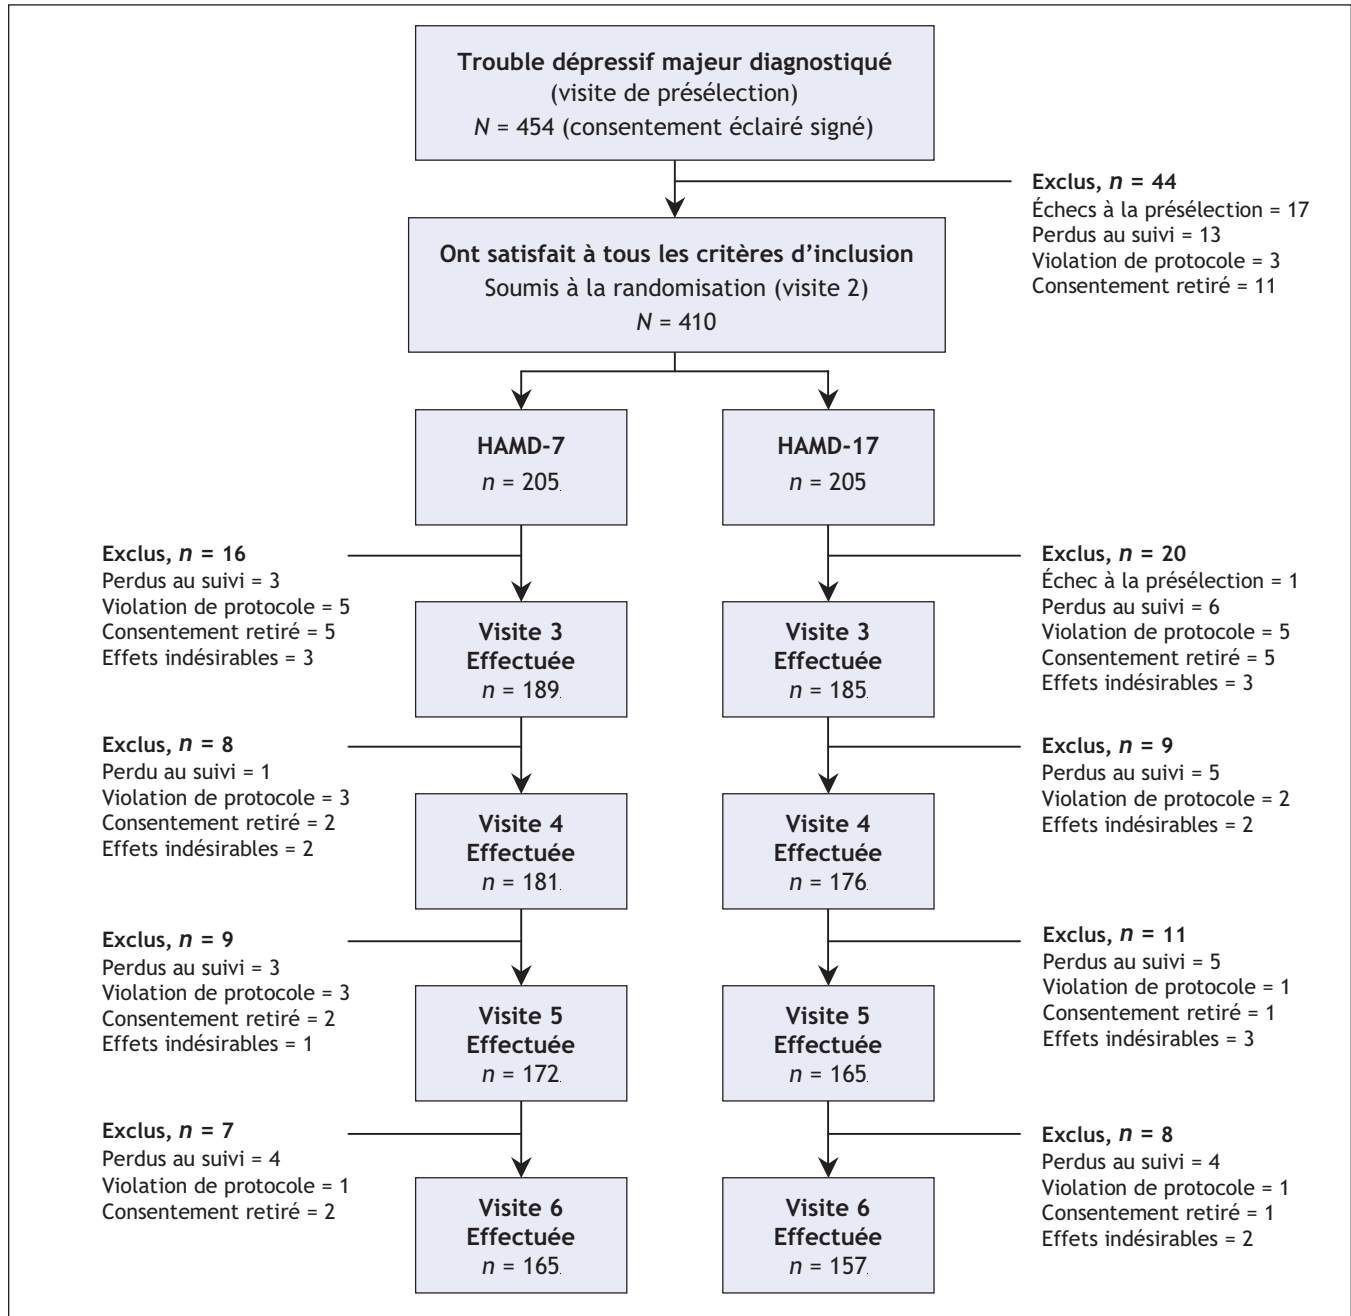 Trouble dépressif majeur diagnostiqué
(visite de présélection)
N = 454 (consentement éclairé signé)
Exclus, n = 44
Échecs à la présélection = 17
Perdus au suivi = 13
Violation de protocole = 3
Consentement retiré = 11
Ont satisfait à tous les critères d’inclusion
Soumis à la randomisation (visite 2)
N = 410
HAMD-7
n = 205
HAMD-17
n = 205
Exclus, n = 16
Perdus au suivi = 3
Violation de protocole = 5
Consentement retiré = 5
Effets indésirables = 3
Exclus, n = 20
Échec à la présélection = 1
Perdus au suivi = 6
Violation de protocole = 5
Consentement retiré = 5
Effets indésirables = 3
Visite 3
Effectuée
n = 189
Visite 3
Effectuée
n = 185
Exclus, n = 8
Perdu au suivi = 1
Violation de protocole = 3
Consentement retiré = 2
Effets indésirables = 2
Exclus, n = 9
Perdus au suivi = 5
Violation de protocole = 2
Effets indésirables = 2
Visite 4
Effectuée
n = 181
Visite 4
Effectuée
n = 176
Exclus, n = 9
Perdus au suivi = 3
Violation de protocole = 3
Consentement retiré = 2
Effets indésirables = 1
Exclus, n = 11
Perdus au suivi = 5
Violation de protocole = 1
Consentement retiré = 1
Effets indésirables = 3
Visite 5
Effectuée
n = 172
Visite 5
Effectuée
n = 165
Exclus, n = 7
Perdus au suivi = 4
Violation de protocole = 1
Consentement retiré = 2
Exclus, n = 8
Perdus au suivi = 4
Violation de protocole = 1
Consentement retiré = 1
Effets indésirables = 2
Visite 6
Effectuée
n = 165
Visite 6
Effectuée
n = 157